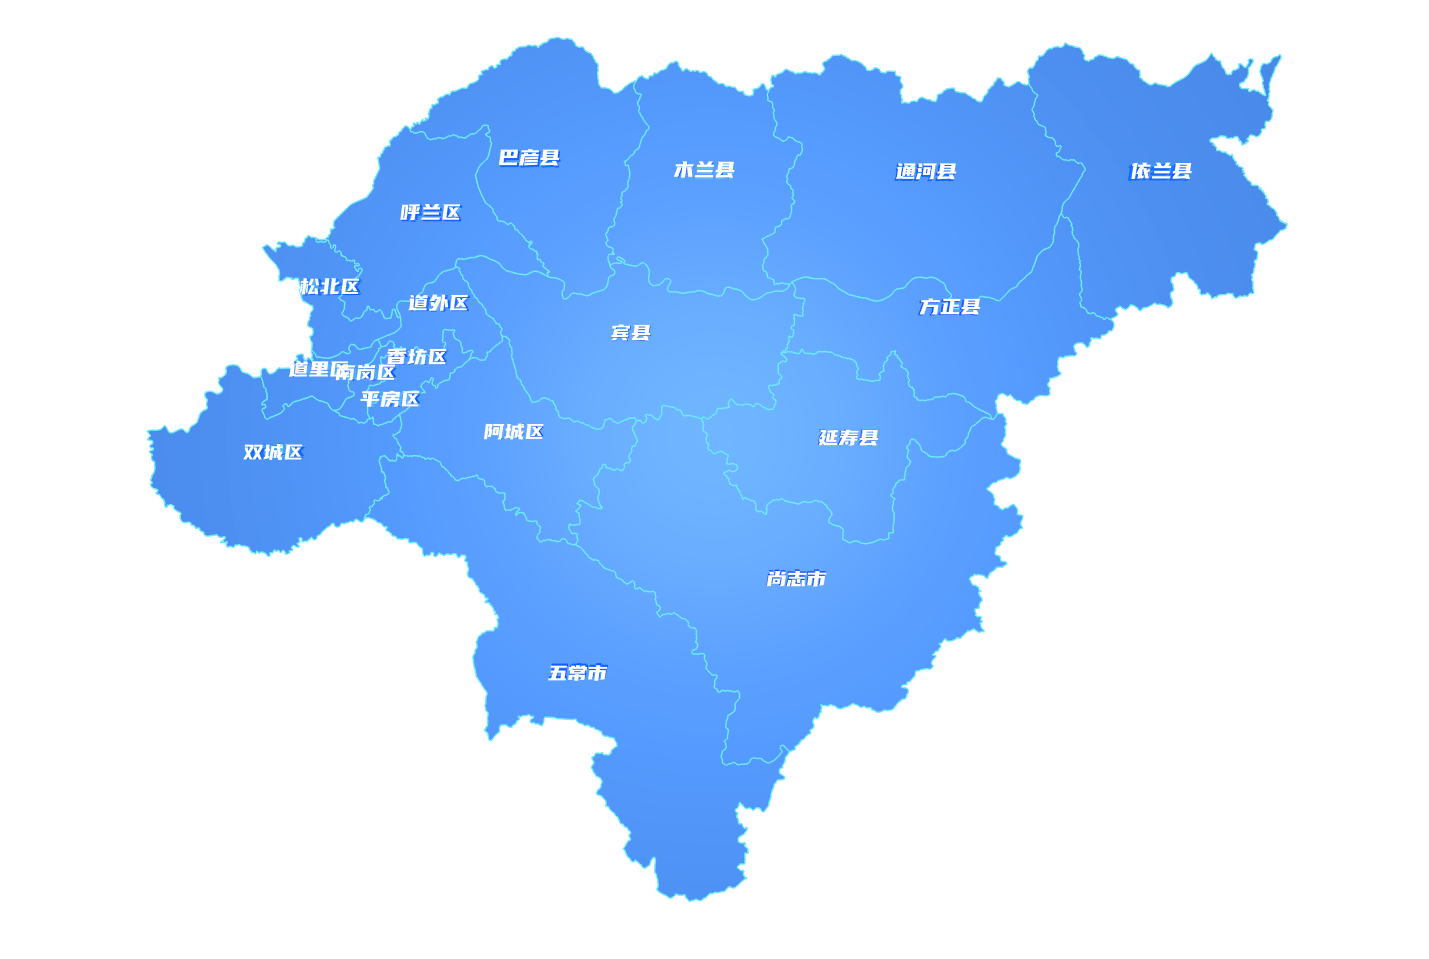 巴彦县
木兰县
通河县
依兰县
呼兰区
松北区
道外区
方正县
宾县
香坊区
道里区
南岗区
平房区
阿城区
延寿县
双城区
尚志市
五常市